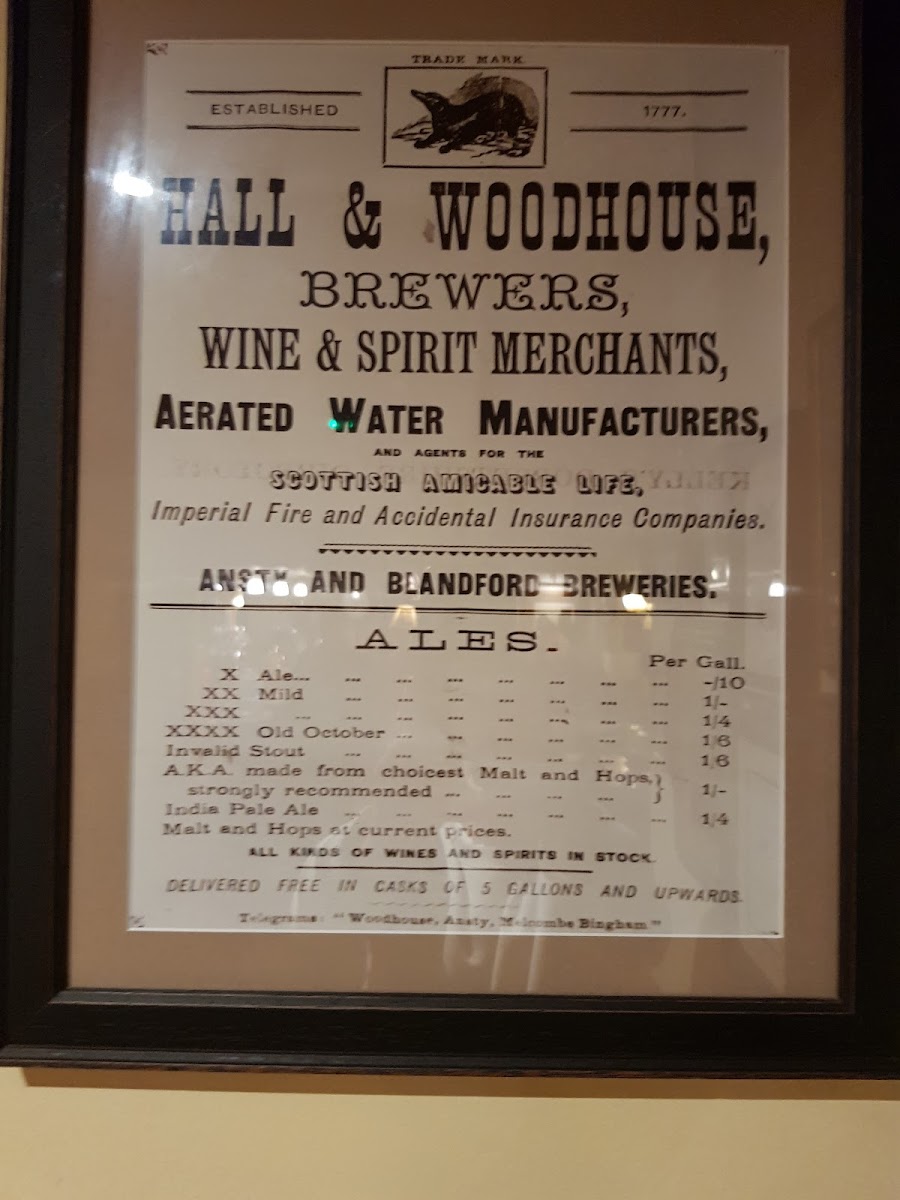 TRADE MARK.
ESTABLISHED 1777.
HALL & WOODHOUSE,
BREWERS,
WINE & SPIRIT MERCHANTS,
AERATED WATER MANUFACTURERS,
AND AGENTS FOR THE
SCOTTISH AMICABLE LIFE,
Imperial Fire and Accidental Insurance Companies.
ANSTY AND BLANDFORD BREWERIES.
ALES.
Per Gall.
X Ale... ... ... ... ... ... ... ... -/10
XX Mild ... ... ... ... ... ... ... 1/-
XXX ... ... ... ... ... ... ... ... 1/4
XXXX Old October ... ... ... ... ... ... 1/6
Invalid Stout ... ... ... ... ... ... ... 1/6
A.K.A. made from choicest Malt and Hops,}
strongly recommended ... ... ... ... } 1/-
India Pale Ale ... ... ... ... ... ... ... 1/4
Malt and Hops at current prices.
ALL KINDS OF WINES AND SPIRITS IN STOCK.
DELIVERED FREE IN CASKS OF 5 GALLONS AND UPWARDS.
Telegrams: "Woodhouse, Ansty, Melcombe Bingham"